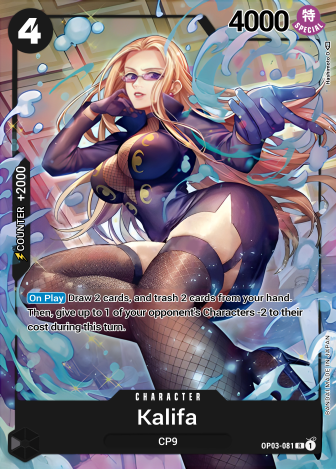 4
4000
特
SPECIAL
Hashimoto Q
COUNTER +2000
On Play Draw 2 cards, and trash 2 cards from your hand.
Then, give up to 1 of your opponent's Characters -2 to their
cost during this turn.
CHARACTER
Kalifa
CP9
OP03-081 R 1